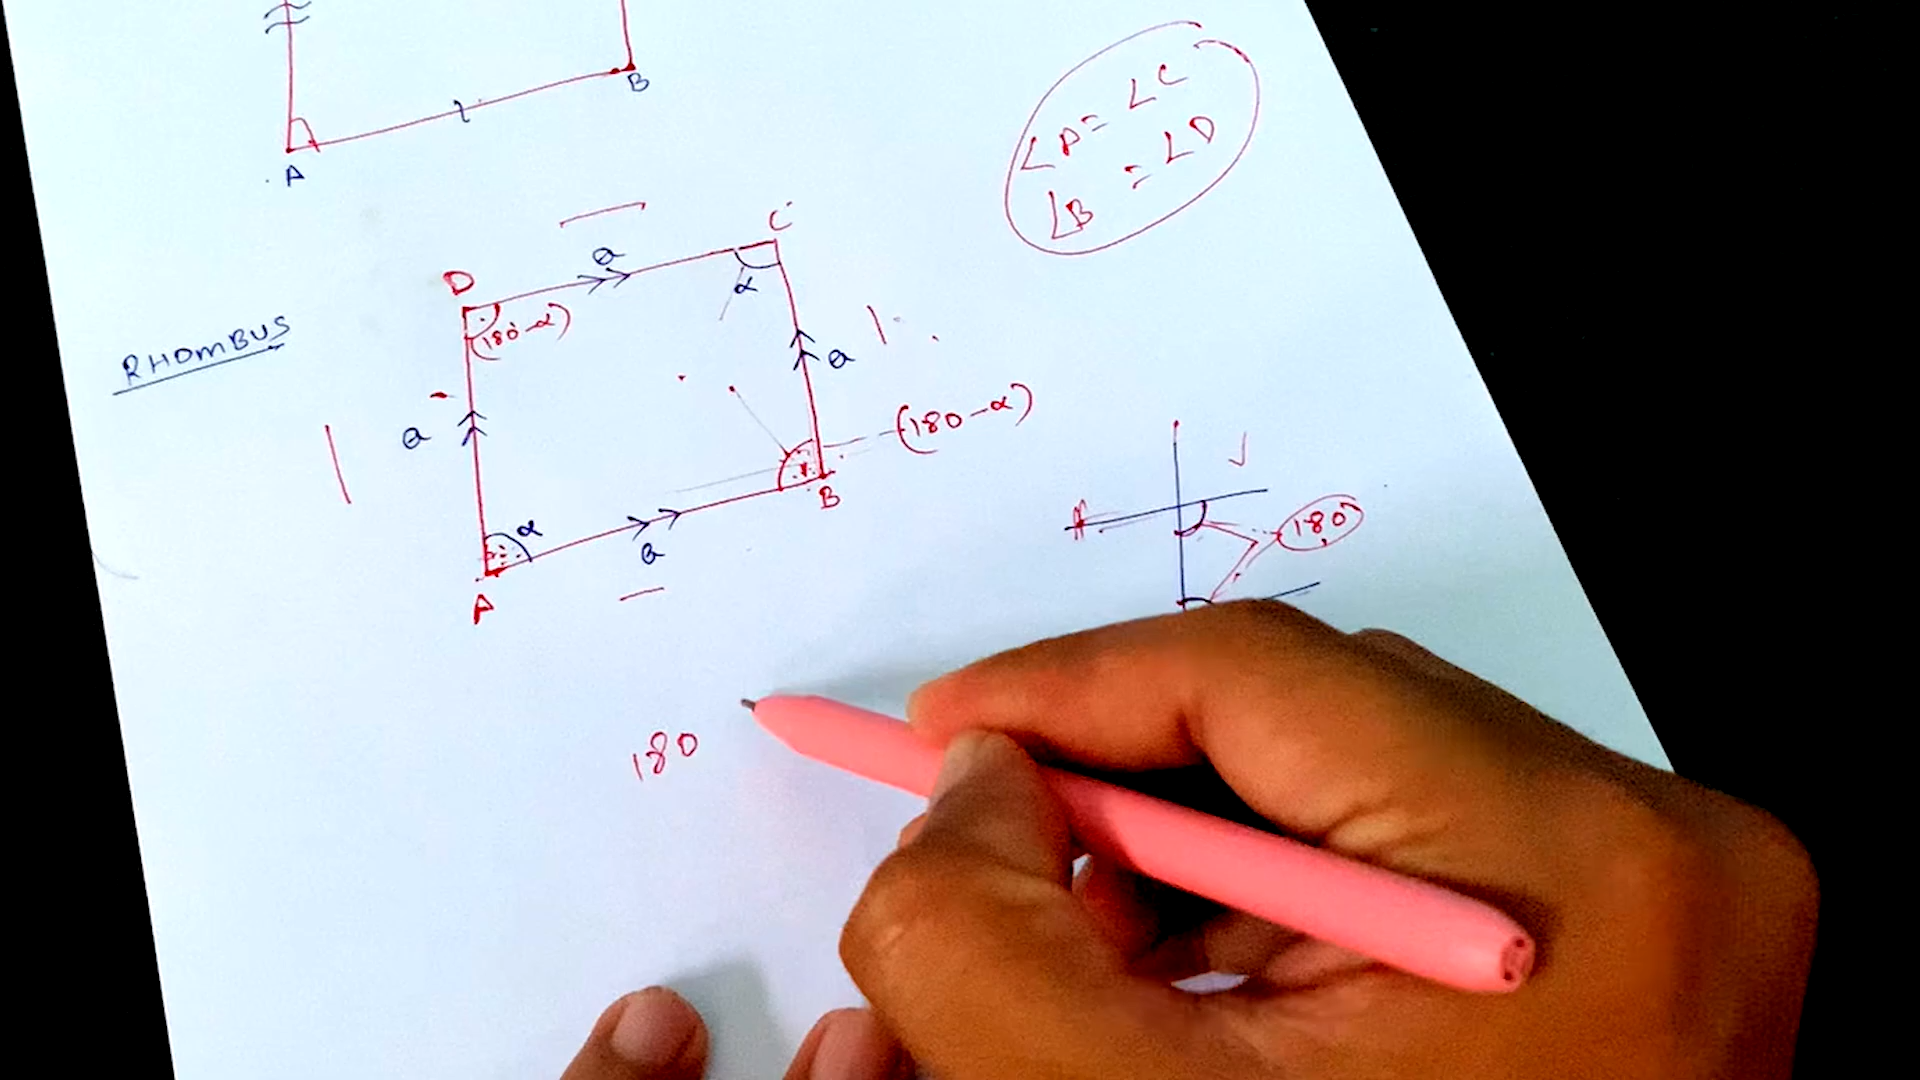 B
A
∠A = ∠C
∠B = ∠D
C
a
D
α
(180-α)
RHOMBUS
a
a
(180-α)
B
α
a
A
180
180